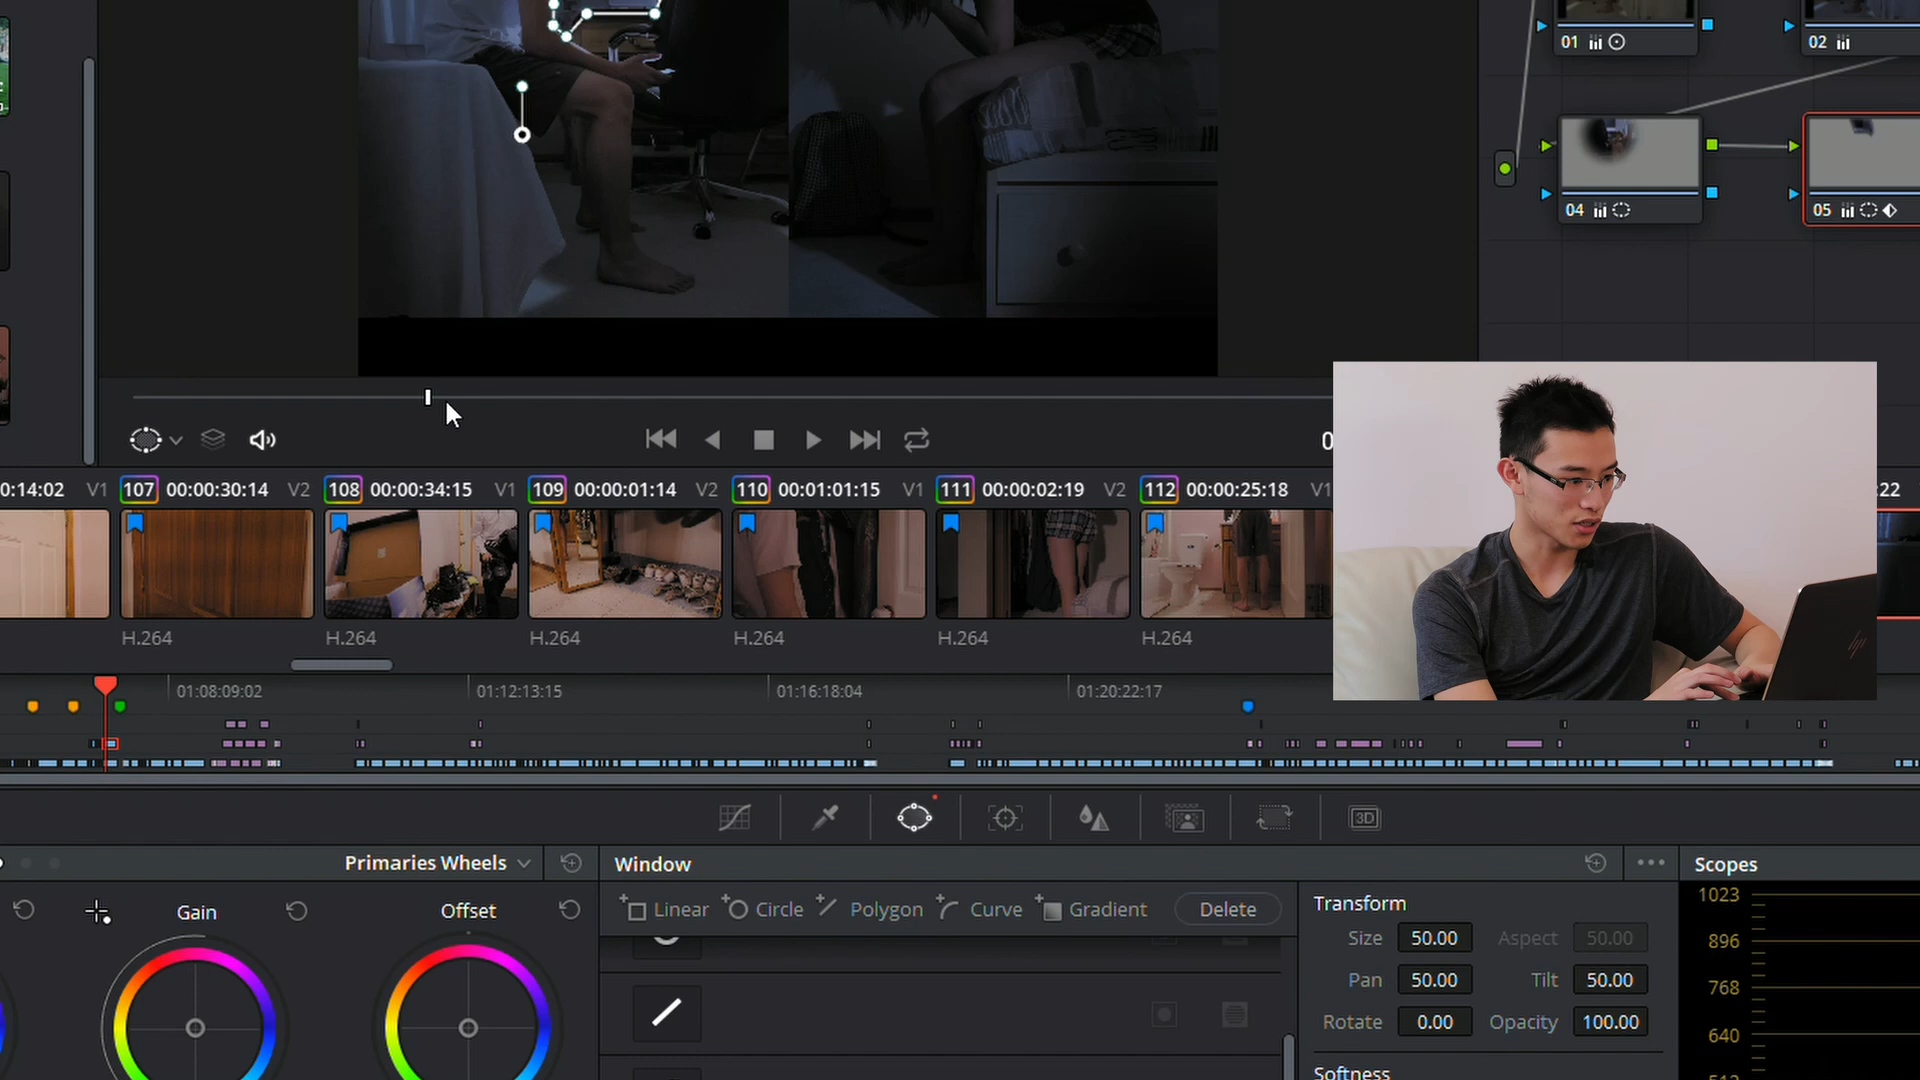 01
02
04
05
0
0:14:02 V1 107 00:00:30:14 V2 108 00:00:34:15 V1 109 00:00:01:14 V2 110 00:01:01:15 V1 111 00:00:02:19 V2 112 00:00:25:18 V1 :22
H.264 H.264 H.264 H.264 H.264 H.264
01:08:09:02 01:12:13:15 01:16:18:04 01:20:22:17
3D
Primaries Wheels
Window
Scopes
Gain
Offset
Linear Circle Polygon Curve Gradient Delete
Transform
Size 50.00 Aspect 50.00
Pan 50.00 Tilt 50.00
Rotate 0.00 Opacity 100.00
Softness
1023
896
768
640
512